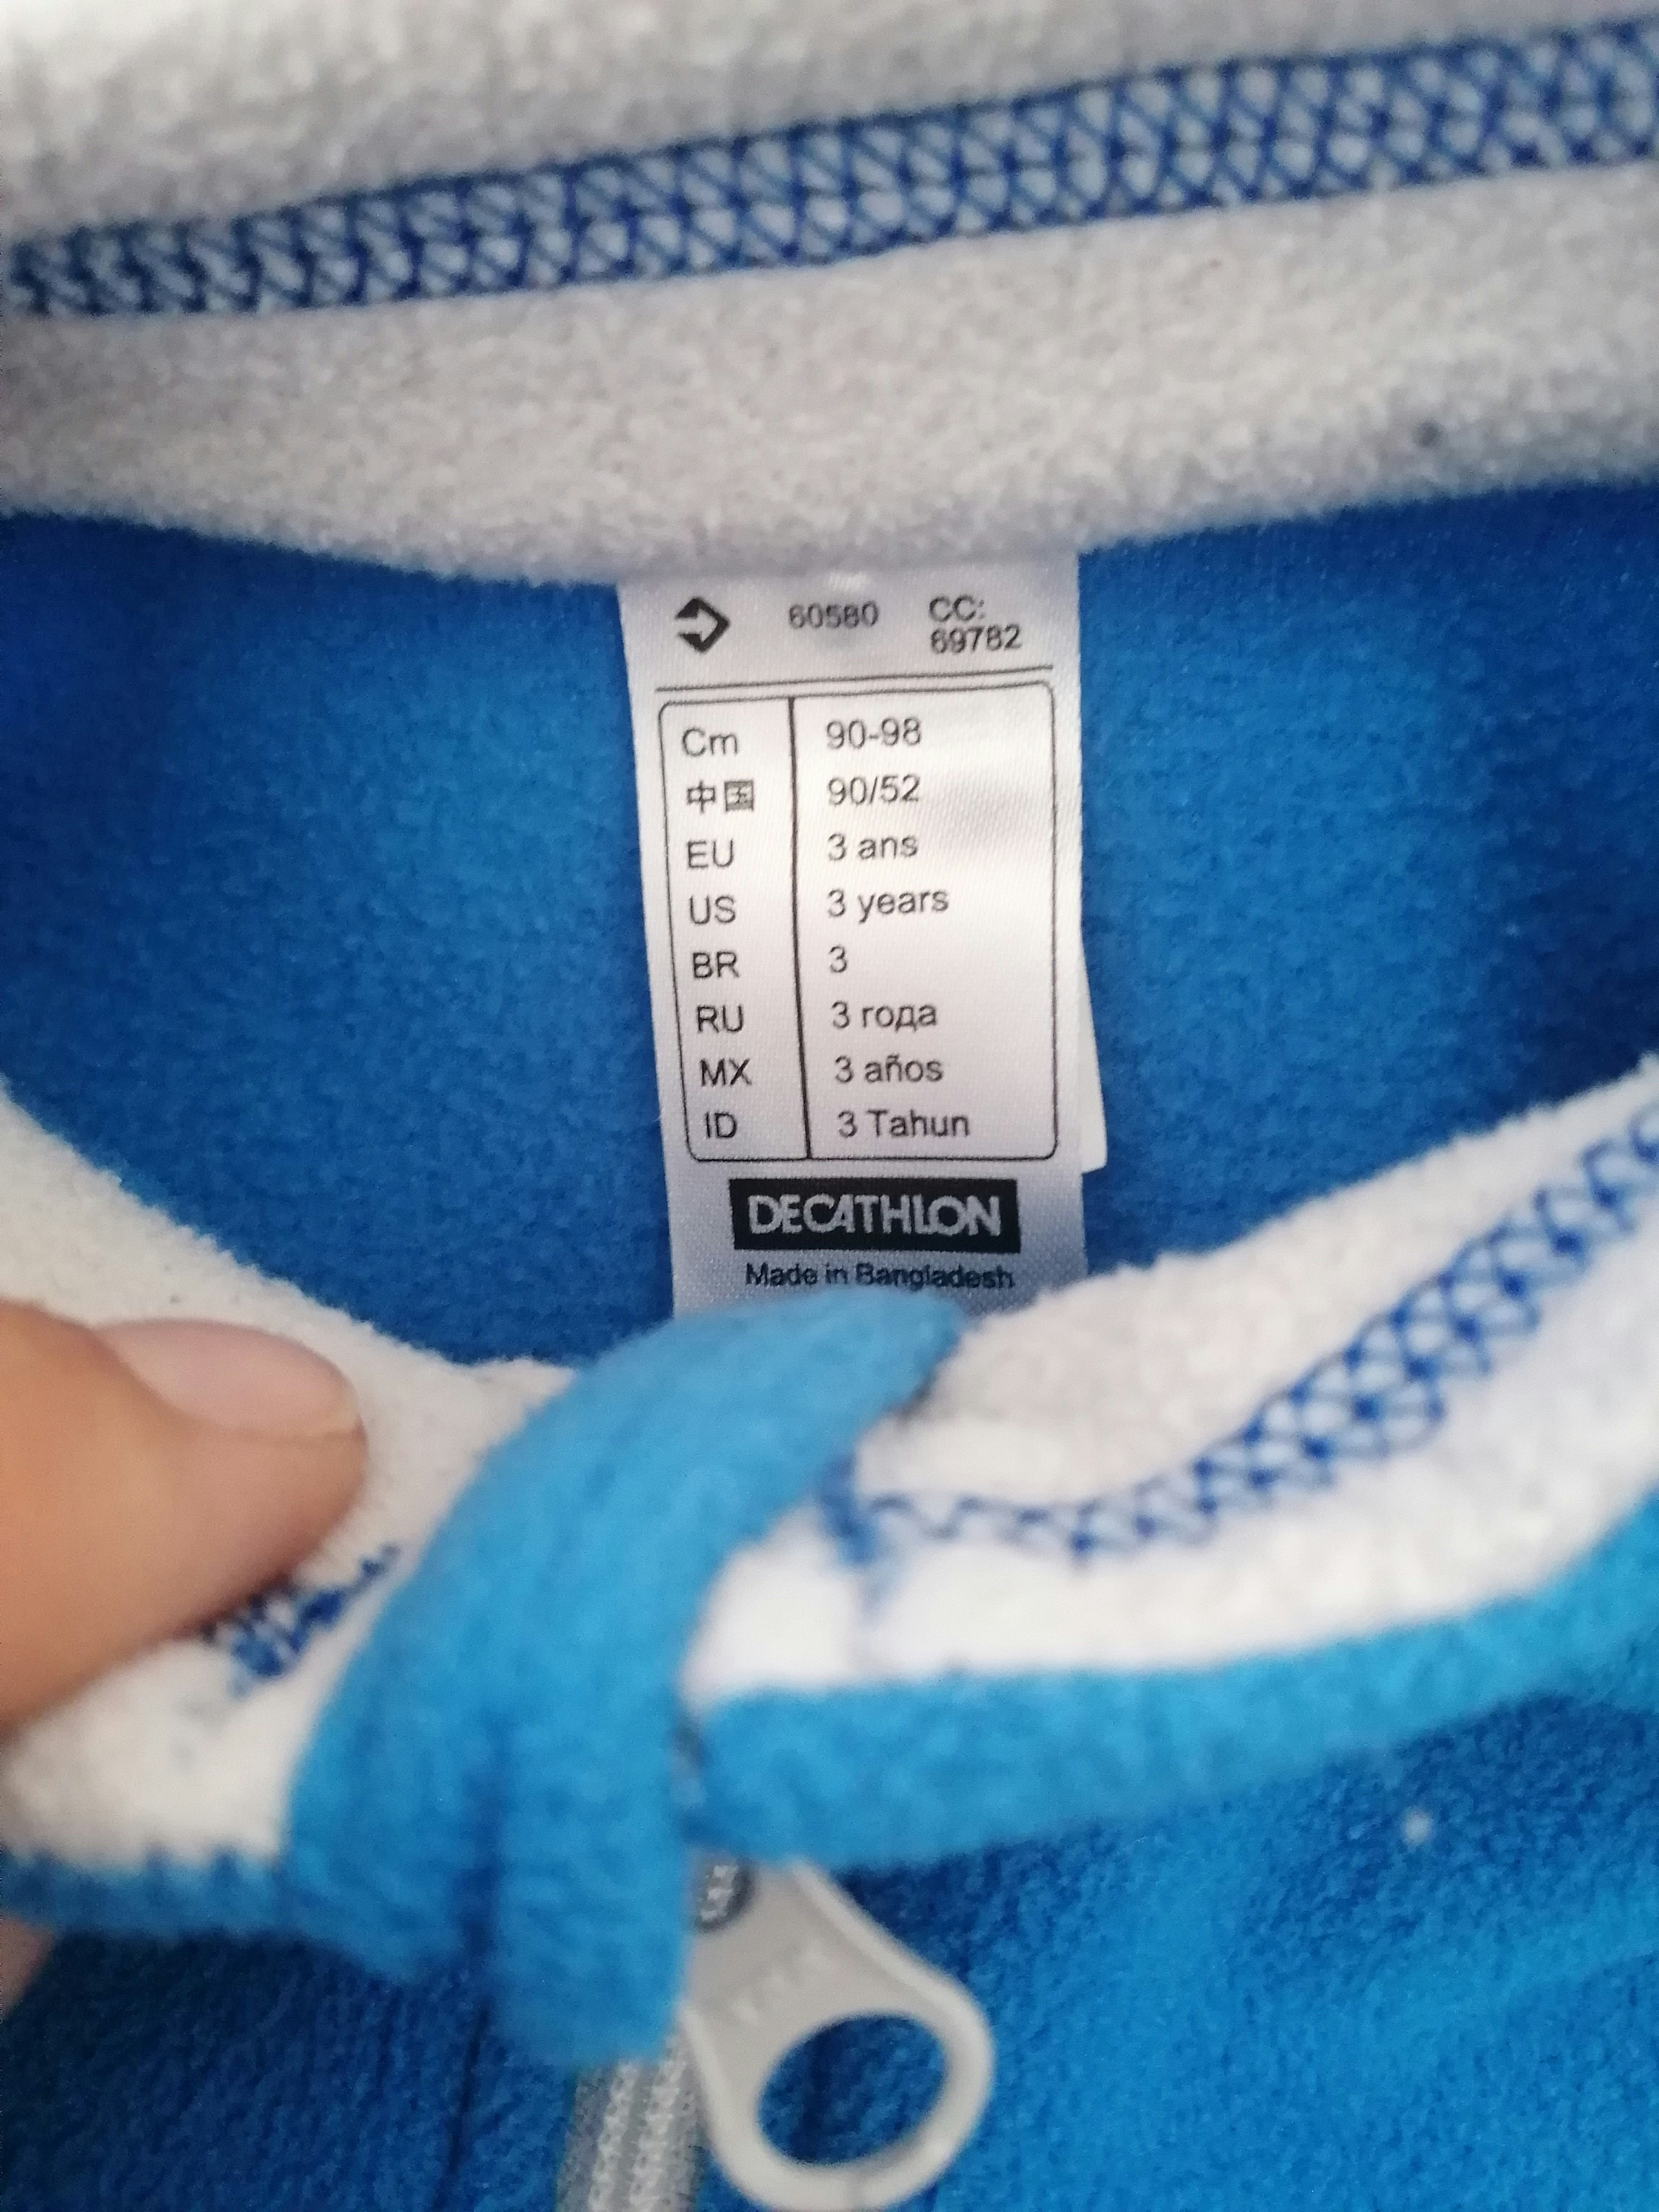 60580 CC:
69782
Cm 90-98
中国 90/52
EU 3 ans
US 3 years
BR 3
RU 3 года
MX 3 años
ID 3 Tahun
DECATHLON
Made in Bangladesh